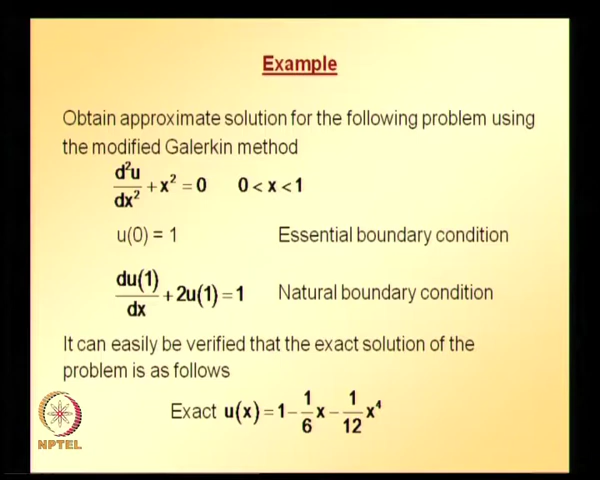 Example
Obtain approximate solution for the following problem using
the modified Galerkin method
d²u/dx² + x² = 0 0 < x < 1
u(0) = 1 Essential boundary condition
du(1)/dx + 2u(1) = 1 Natural boundary condition
It can easily be verified that the exact solution of the
problem is as follows
Exact u(x) = 1 - 1/6 x - 1/12 x⁴
NPTEL